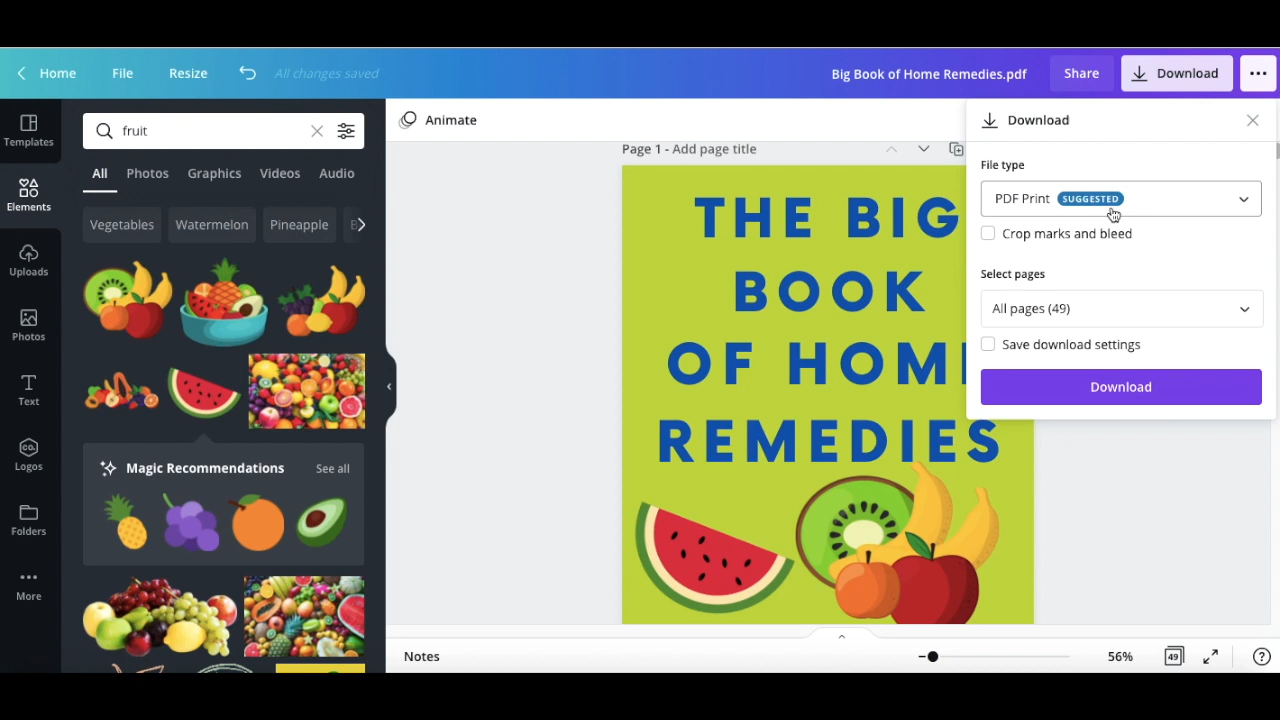 Home
File
Resize
All changes saved
Big Book of Home Remedies.pdf
Share
Download
Templates
Elements
Uploads
Photos
Text
CO.
Logos
Folders
More
fruit
All
Photos
Graphics
Videos
Audio
Vegetables
Watermelon
Pineapple
B
Magic Recommendations
See all
Animate
Page 1 - Add page title
THE BIG
BOOK
OF HOM
REMEDIES
Download
File type
PDF Print SUGGESTED
Crop marks and bleed
Select pages
All pages (49)
Save download settings
Download
Notes
56%
49
?